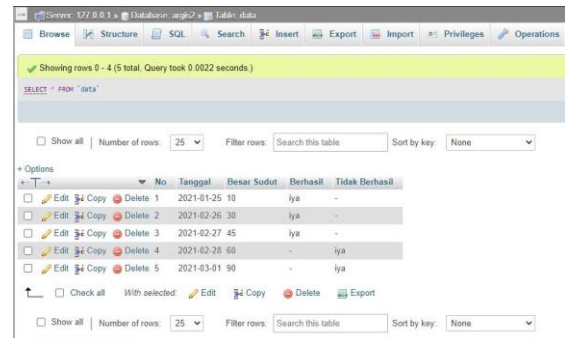 Server: 127.0.0.1 » Database: argis2 » Table: data
Browse Structure SQL Search Insert Export Import Privileges Operations
Showing rows 0 - 4 (5 total, Query took 0.0022 seconds.)
SELECT * FROM `data`
Show all | Number of rows: 25 Filter rows: Search this table Sort by key: None
+ Options
←T→ No Tanggal Besar Sudut Berhasil Tidak Berhasil
Edit Copy Delete 1 2021-01-25 10 iya -
Edit Copy Delete 2 2021-02-26 30 iya -
Edit Copy Delete 3 2021-02-27 45 iya -
Edit Copy Delete 4 2021-02-28 60 - iya
Edit Copy Delete 5 2021-03-01 90 - iya
Check all With selected: Edit Copy Delete Export
Show all | Number of rows: 25 Filter rows: Search this table Sort by key: None